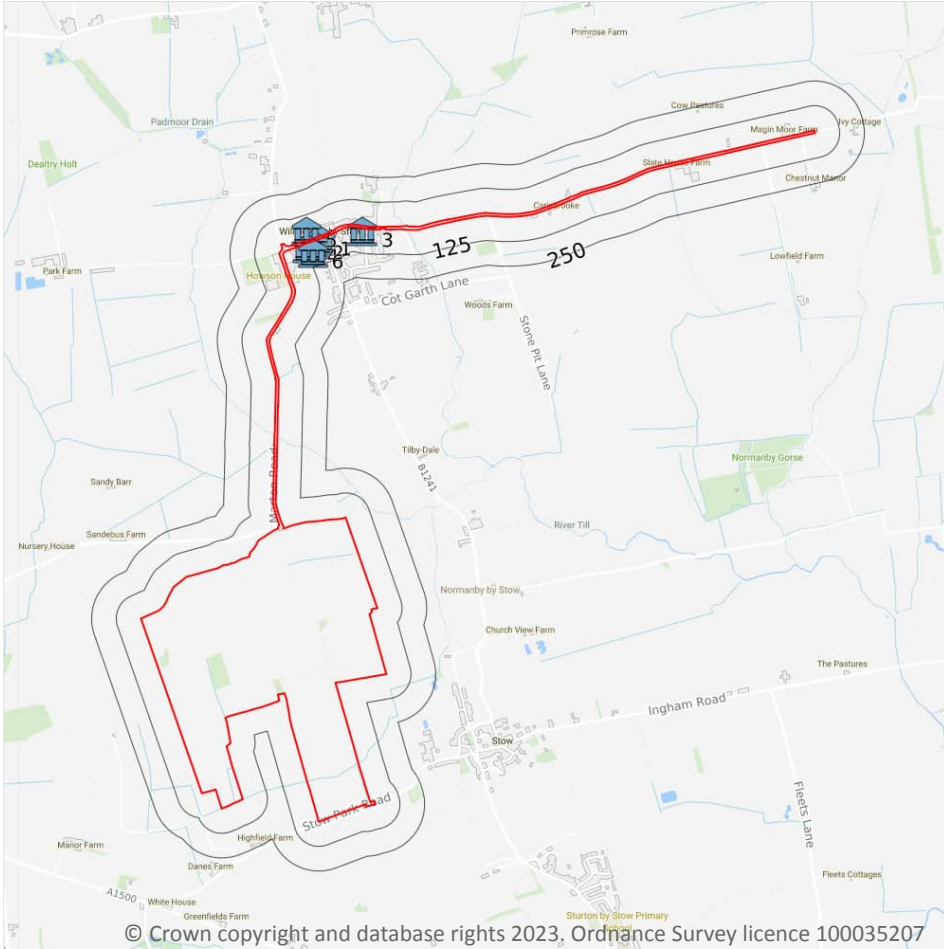 Primrose Farm
Cow Pastures
Padmoor Drain
Magin Moor Farm
Ivy Cottage
Dealtry Holt
Slate House Farm
Chestnut Manor
3
1
2
6
125
250
Park Farm
Howson House
Lowfield Farm
Cot Garth Lane
Woods Farm
Stone Pit Lane
Tilby-Dale
B1241
Normanby Gorse
Sandy Barr
Road
River Till
Sandebus Farm
Nursery House
Normanby by Stow
Church View Farm
The Pastures
Ingham Road
Stow
Stow Park Road
Fleets Lane
Highfield Farm
Manor Farm
Danes Farm
A1500
White House
Fleets Cottages
Greenfields Farm
Sturton by Stow Primary
School
© Crown copyright and database rights 2023. Ordnance Survey licence 100035207